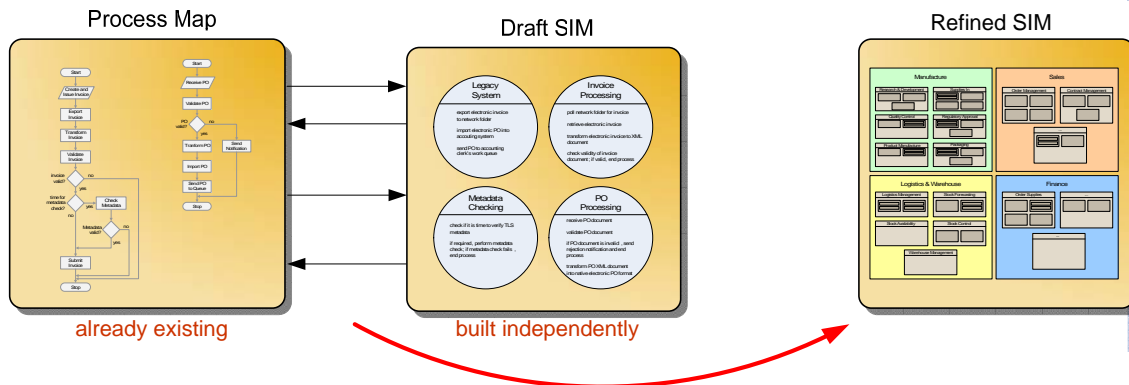 Process Map
Start
Create and
Issue Invoice
Export
Invoice
Transform
Invoice
Validate
Invoice
invoice
valid?
no
yes
time for
metadata
check?
yes
no
Check
Metadata
Metadata
valid?
no
yes
Submit
Invoice
Stop
Start
Receive PO
Validate PO
PO
valid?
no
yes
Tranform PO
Send
Notification
Import PO
Send PO
to Queue
Stop
already existing
Draft SIM
Legacy
System
export electronic invoice
to network folder
import electronic PO into
accouting system
send PO to accounting
clerk's work queue
Invoice
Processing
poll network folder for invoice
retrieve electronic invoice
transform electronic invoice to XML
document
check validity of invoice
document ; if valid, end process
Metadata
Checking
check if it is time to verify TLS
metadata
if required , perform metadata
check ; if metadata check fails ,
end process
PO
Processing
receive PO document
validate PO document
if PO document is invalid , send
rejection notification and end
process
transform PO XML document
into native electronic PO format
built independently
Refined SIM
Manufacture
Research & Development
Supplies In
Quality Control
Regulatory Approval
Product Manufacture
Packaging
Sales
Order Management
Contract Management
...
Logistics & Warehouse
Logistics Management
Stock Forecasting
Stock Availability
Stock Control
Warehouse Management
Finance
Order Supplies
...
...